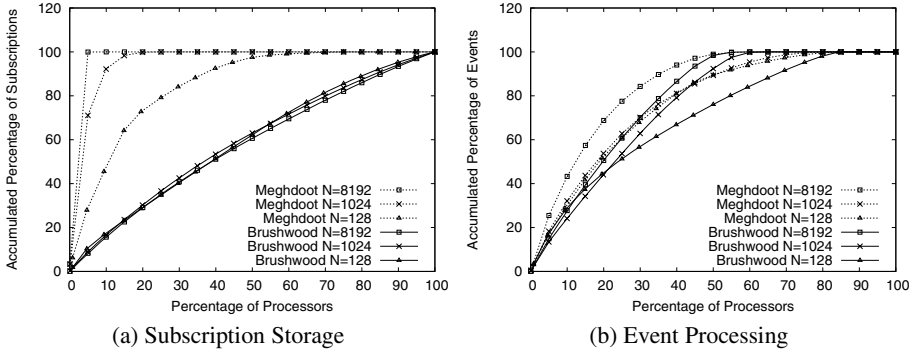 Accumulated Percentage of Subscriptions
120
100
80
60
40
20
0
Meghdoot N=8192
Meghdoot N=1024
Meghdoot N=128
Brushwood N=8192
Brushwood N=1024
Brushwood N=128
0 10 20 30 40 50 60 70 80 90 100
Percentage of Processors
(a) Subscription Storage
Accumulated Percentage of Events
120
100
80
60
40
20
0
Meghdoot N=8192
Meghdoot N=1024
Meghdoot N=128
Brushwood N=8192
Brushwood N=1024
Brushwood N=128
0 10 20 30 40 50 60 70 80 90 100
Percentage of Processors
(b) Event Processing